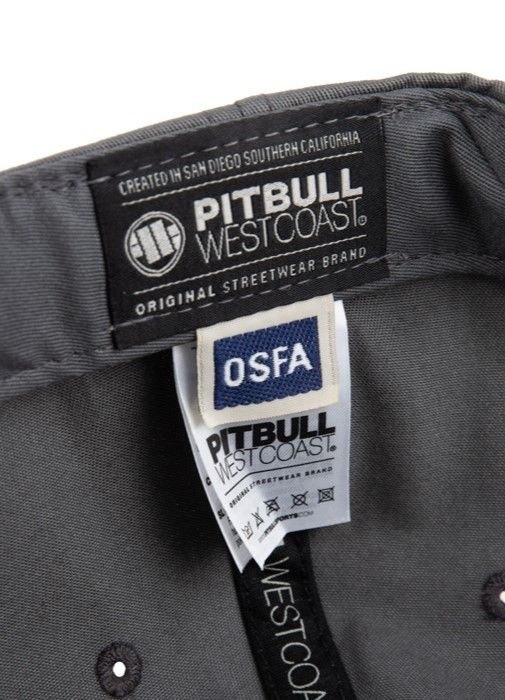 CREATED IN SAN DIEGO SOUTHERN CALIFORNIA
PITBULL
WESTCOAST®
ORIGINAL STREETWEAR BRAND
OSFA
PITBULL
WESTCOAST®
ORIGINAL STREETWEAR BRAND
WESTCOA